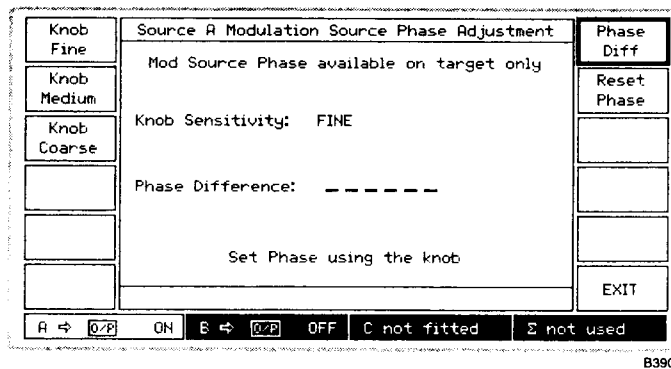 Knob
Fine
Knob
Medium
Knob
Coarse
Source A Modulation Source Phase Adjustment
Mod Source Phase available on target only
Knob Sensitivity: FINE
Phase Difference: _ _ _ _ _ _
Set Phase using the knob
Phase
Diff
Reset
Phase
EXIT
A ⇨ O/P ON B ⇨ O/P OFF C not fitted Σ not used